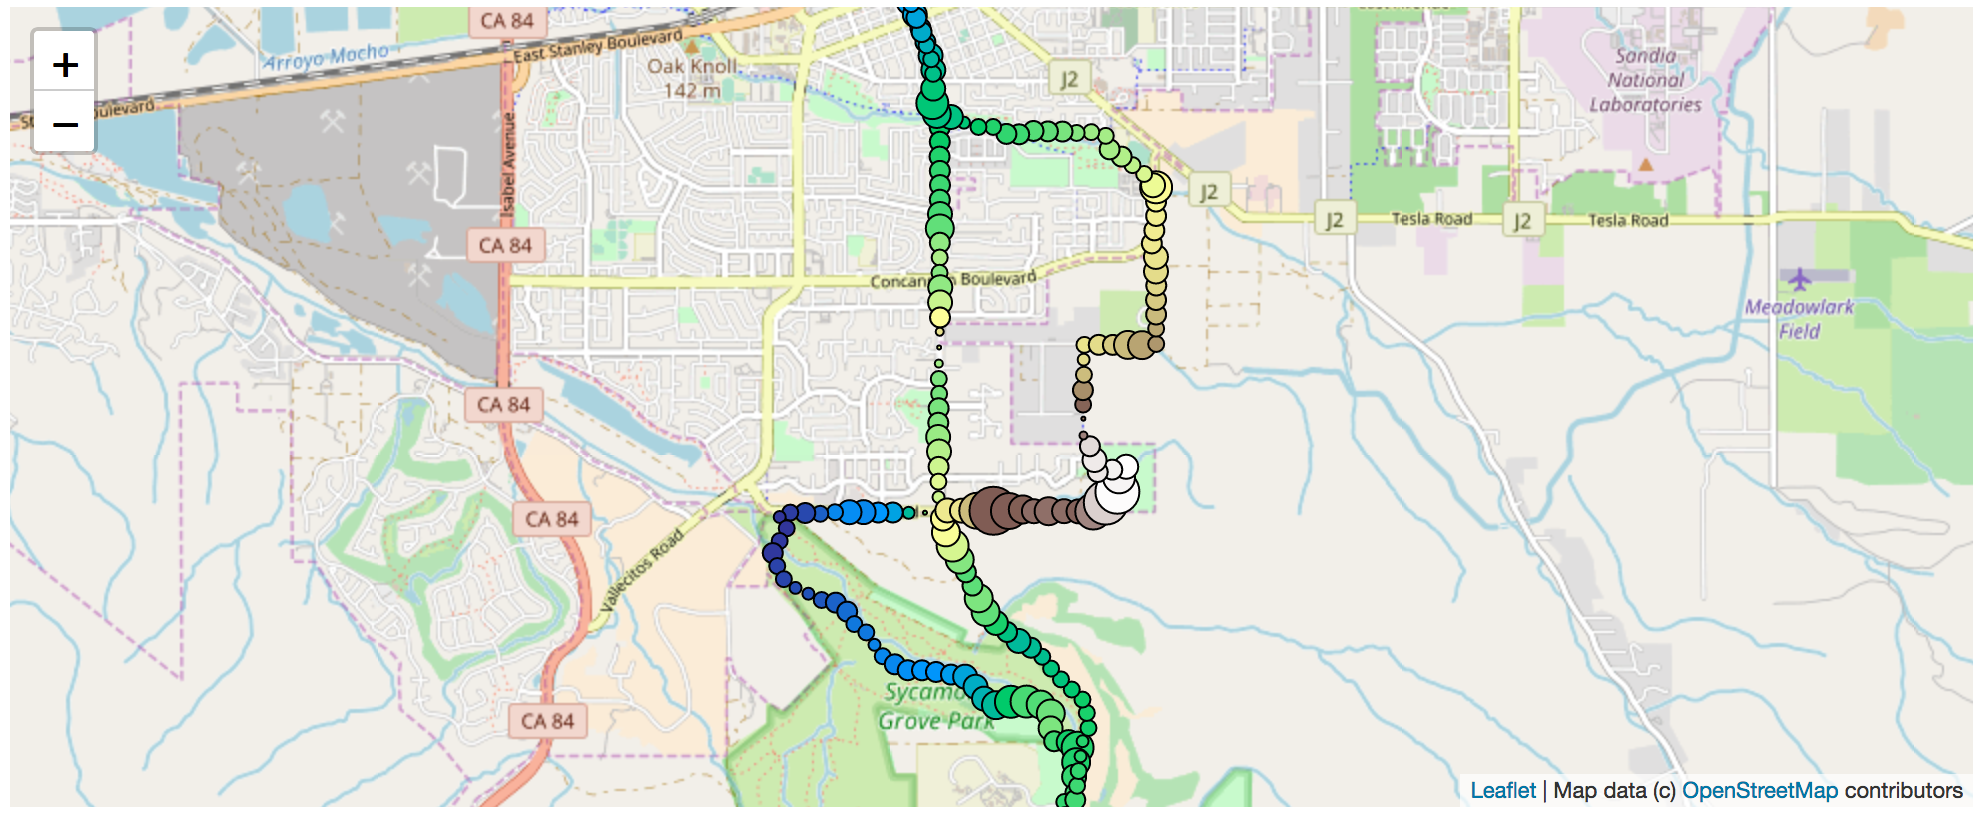 CA 84
Arroyo Mocho
East Stanley Boulevard
Oak Knoll
142 m
J2
Sandia
National
Laboratories
+
−
oulevard
Isabel Avenue
J2
J2
Tesla Road
J2
Tesla Road
CA 84
Concan
n Boulevard
Meadowlark
Field
CA 84
CA 84
Vallecitos Road
Sycamo
Grove Park
CA 84
Leaflet | Map data (c) OpenStreetMap contributors